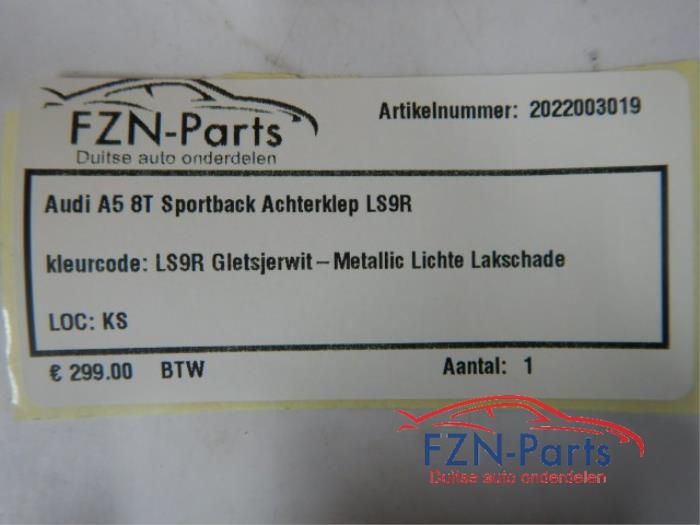 FZN-Parts
Duitse auto onderdelen
Artikelnummer: 2022003019
Audi A5 8T Sportback Achterklep LS9R
kleurcode: LS9R Gletsjerwit – Metallic Lichte Lakschade
LOC: KS
€ 299.00 BTW
Aantal: 1
FZN-Parts
Duitse auto onderdelen